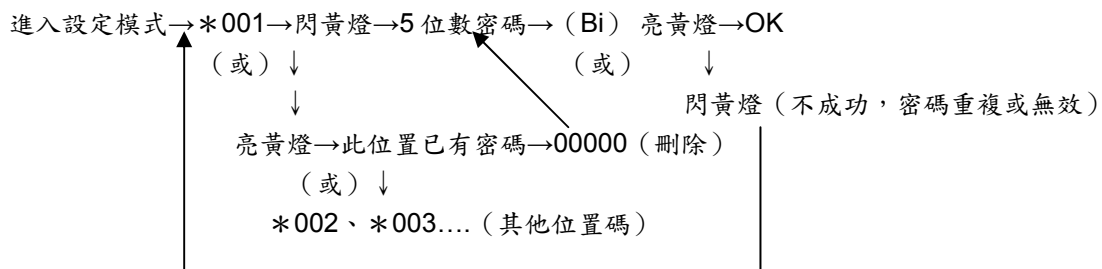 進入設定模式→＊001→閃黃燈→5 位數密碼→（Bi）亮黃燈→OK
（或）↓ （或） ↓
↓ 閃黃燈（不成功，密碼重複或無效）
亮黃燈→此位置已有密碼→00000（刪除）
（或）↓
＊002、＊003….（其他位置碼）